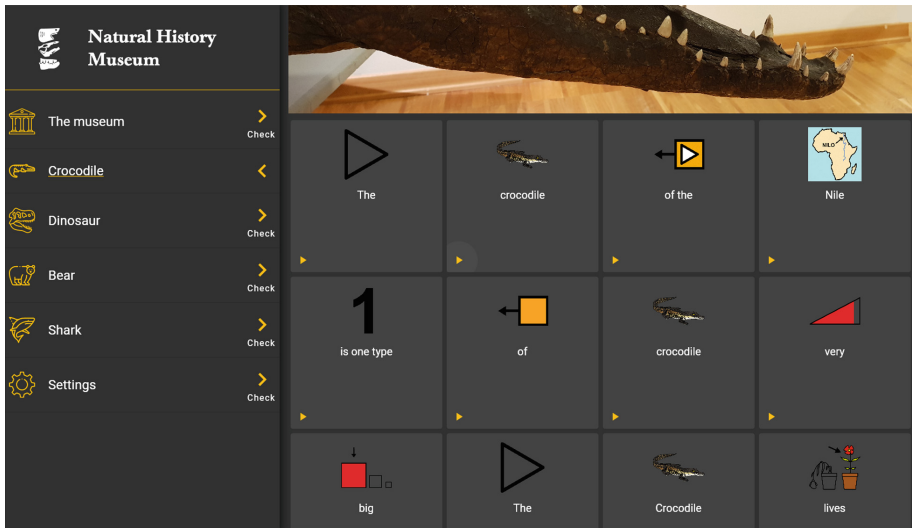 Natural History
Museum
The museum
Check
Crocodile
Dinosaur
Check
Bear
Check
Shark
Check
Settings
Check
The
crocodile
of the
NILO
Nile
1
is one type
of
crocodile
very
big
The
Crocodile
lives